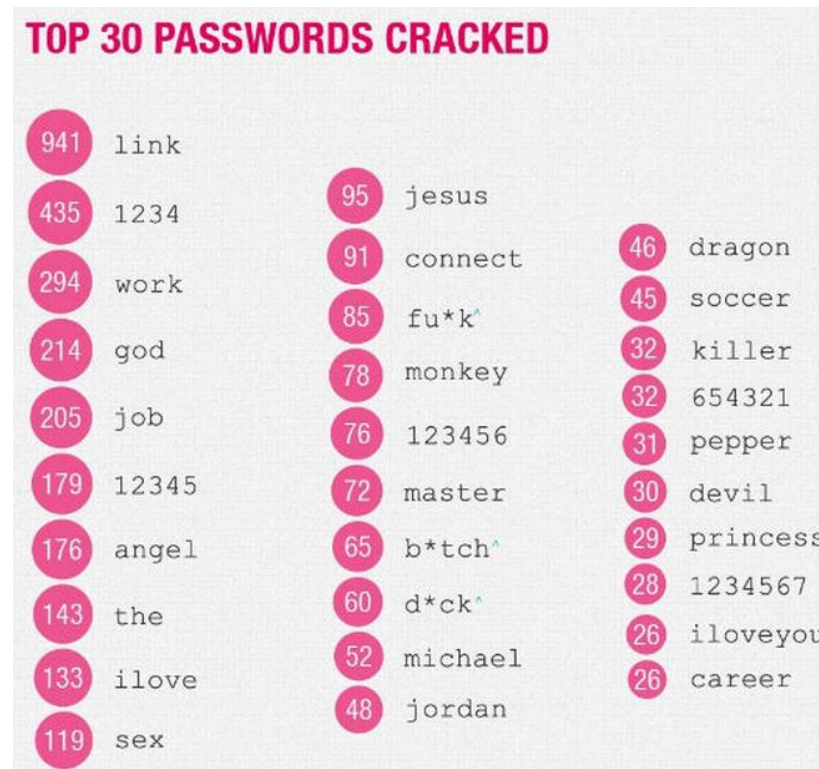 TOP 30 PASSWORDS CRACKED
941 link
435 1234
294 work
214 god
205 job
179 12345
176 angel
143 the
133 ilove
119 sex
95 jesus
91 connect
85 fu*k^
78 monkey
76 123456
72 master
65 b*tch^
60 d*ck^
52 michael
48 jordan
46 dragon
45 soccer
32 killer
32 654321
31 pepper
30 devil
29 princess
28 1234567
26 iloveyou
26 career